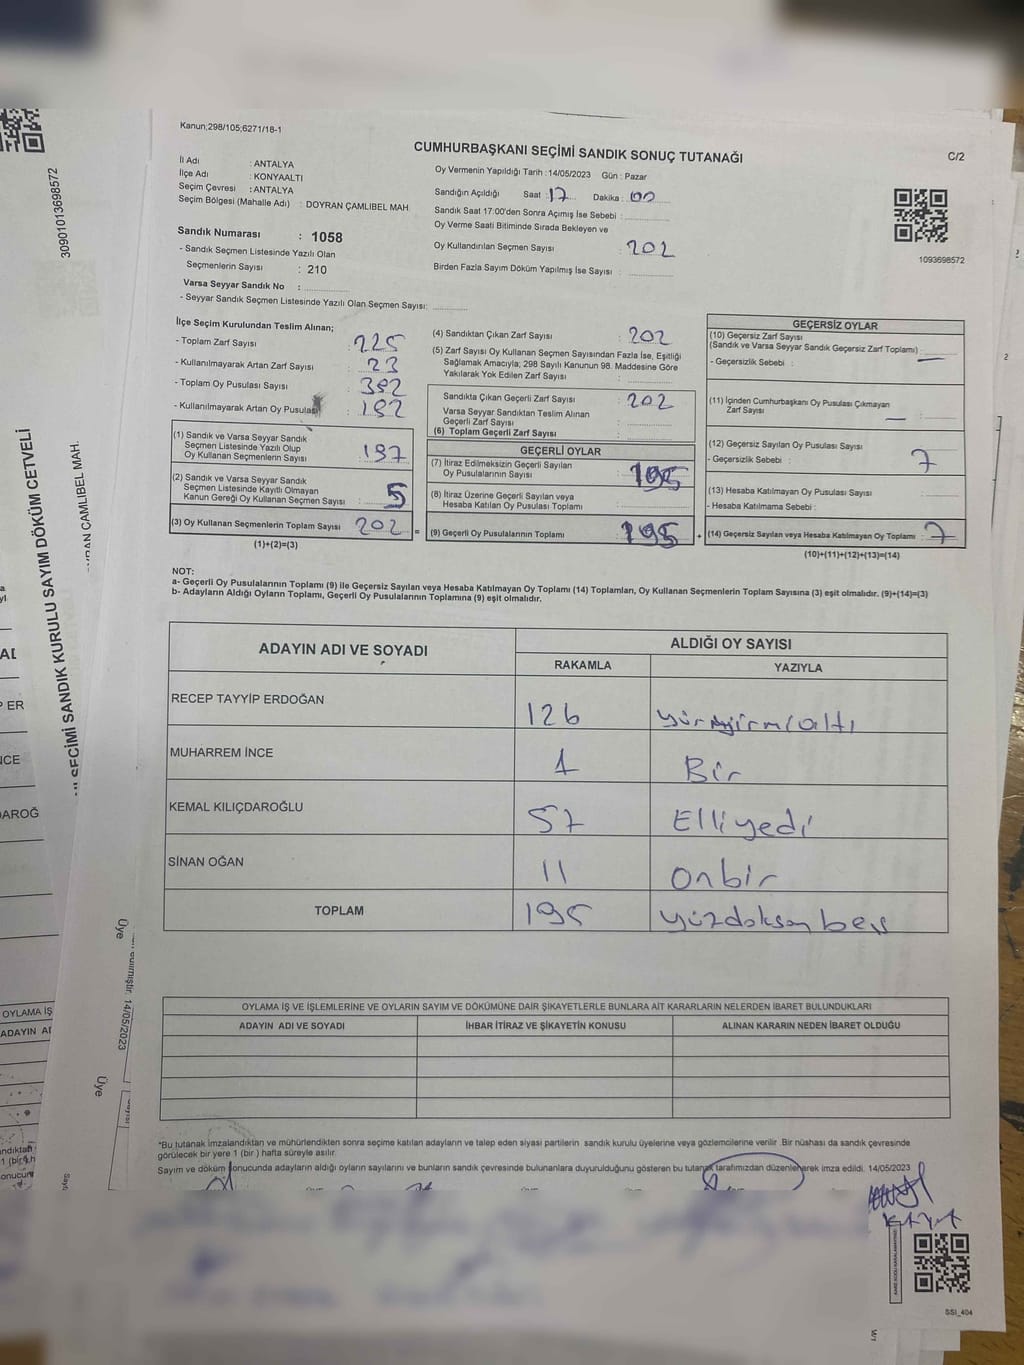 Kanun;298/105;6271/18-1
CUMHURBAŞKANI SEÇİMİ SANDIK SONUÇ TUTANAĞI
C/2
İl Adı : ANTALYA
İlçe Adı : KONYAALTI
Seçim Çevresi : ANTALYA
Seçim Bölgesi (Mahalle Adı) : DOYRAN ÇAMLIBEL MAH.
Sandık Numarası : 1058
- Sandık Seçmen Listesinde Yazılı Olan
Seçmenlerin Sayısı : 210
Varsa Seyyar Sandık No :
- Seyyar Sandık Seçmen Listesinde Yazılı Olan Seçmen Sayısı:
Oy Vermenin Yapıldığı Tarih :14/05/2023 Gün : Pazar
Sandığın Açıldığı Saat : 17 Dakika : 00
Sandık Saat 17:00'den Sonra Açımış İse Sebebi :
Oy Verme Saati Bitiminde Sırada Bekleyen ve
Oy Kullandırılan Seçmen Sayısı : 202
Birden Fazla Sayım Döküm Yapılmış İse Sayısı :
1093698572
İlçe Seçim Kurulundan Teslim Alınan;
- Toplam Zarf Sayısı : 225
- Kullanılmayarak Artan Zarf Sayısı : 23
- Toplam Oy Pusulası Sayısı :
- Kullanılmayarak Artan Oy Pusulası :
(1) Sandık ve Varsa Seyyar Sandık
Seçmen Listesinde Yazılı Olup
Oy Kullanan Seçmenlerin Sayısı : 197
(2) Sandık ve Varsa Seyyar Sandık
Seçmen Listesinde Kayıtlı Olmayan
Kanun Gereği Oy Kullanan Seçmen Sayısı : 5
(3) Oy Kullanan Seçmenlerin Toplam Sayısı : 202 =
(1)+(2)=(3)
(4) Sandıktan Çıkan Zarf Sayısı : 202
(5) Zarf Sayısı Oy Kullanan Seçmen Sayısından Fazla İse, Eşitliği
Sağlamak Amacıyla; 298 Sayılı Kanunun 98. Maddesine Göre
Yakılarak Yok Edilen Zarf Sayısı :
Sandıkta Çıkan Geçerli Zarf Sayısı : 202
Varsa Seyyar Sandıktan Teslim Alınan
Geçerli Zarf Sayısı :
(6) Toplam Geçerli Zarf Sayısı :
GEÇERLİ OYLAR
(7) İtiraz Edilmeksizin Geçerli Sayılan
Oy Pusulalarının Sayısı : 195
(8) İtiraz Üzerine Geçerli Sayılan veya
Hesaba Katılan Oy Pusulası Toplamı :
(9) Geçerli Oy Pusulalarının Toplamı : 195 +
GEÇERSİZ OYLAR
(10) Geçersiz Zarf Sayısı
(Sandık ve Varsa Seyyar Sandık Geçersiz Zarf Toplamı) : —
- Geçersizlik Sebebi :
(11) İçinden Cumhurbaşkanı Oy Pusulası Çıkmayan
Zarf Sayısı — :
(12) Geçersiz Sayılan Oy Pusulası Sayısı : 7
- Geçersizlik Sebebi :
(13) Hesaba Katılmayan Oy Pusulası Sayısı :
- Hesaba Katılmama Sebebi :
(14) Geçersiz Sayılan veya Hesaba Katılmayan Oy Toplamı : 7
(10)+(11)+(12)+(13)=(14)
NOT:
a- Geçerli Oy Pusulalarının Toplamı (9) ile Geçersiz Sayılan veya Hesaba Katılmayan Oy Toplamı (14) Toplamları, Oy Kullanan Seçmenlerin Toplam Sayısına (3) eşit olmalıdır. (9)+(14)=(3)
b- Adayların Aldığı Oyların Toplamı, Geçerli Oy Pusulalarının Toplamına (9) eşit olmalıdır.
ADAYIN ADI VE SOYADI
ALDIĞI OY SAYISI
RAKAMLA YAZIYLA
RECEP TAYYİP ERDOĞAN 126 yüzyirmialtı
MUHARREM İNCE 1 Bir
KEMAL KILIÇDAROĞLU 57 Elliyedi
SİNAN OĞAN 11 onbir
TOPLAM 195 yüzdoksan beş
OYLAMA İŞ VE İŞLEMLERİNE VE OYLARIN SAYIM VE DÖKÜMÜNE DAİR ŞİKAYETLERLE BUNLARA AİT KARARLARIN NELERDEN İBARET BULUNDUKLARI
ADAYIN ADI VE SOYADI İHBAR İTİRAZ VE ŞİKAYETİN KONUSU ALINAN KARARIN NEDEN İBARET OLDUĞU
*Bu tutanak imzalandıktan ve mühürlendikten sonra seçime katılan adayların ve talep eden siyasi partilerin sandık kurulu üyelerine veya gözlemcilerine verilir .Bir nüshası da sandık çevresinde
görülecek bir yere 1 (bir ) hafta süreyle asılır.
Sayım ve döküm sonucunda adayların aldığı oyların sayılarını ve bunların sandık çevresinde bulunanlara duyurulduğunu gösteren bu tutanak tarafımızdan düzenlenerek imza edildi. 14/05/2023
SSI_404
30901013698572
SEÇİMİ SANDIK KURULU SAYIM DÖKÜM CETVELİ
ÇAMLIBEL MAH.
Üye
14/05/2023
Üye
OYLAMA İŞ